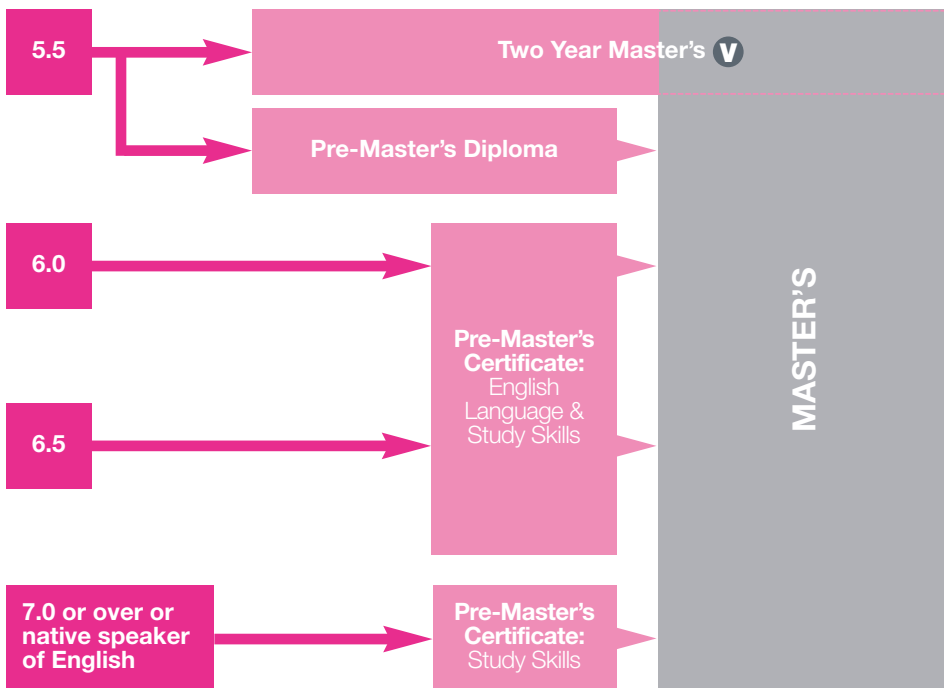 5.5
Two Year Master's V
Pre-Master's Diploma
6.0
6.5
Pre-Master's
Certificate:
English
Language &
Study Skills
MASTER'S
7.0 or over or
native speaker
of English
Pre-Master's
Certificate:
Study Skills